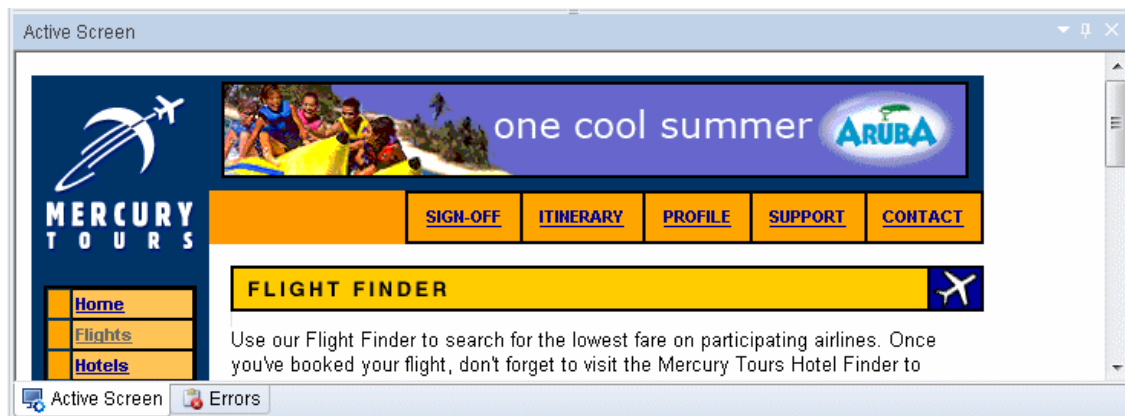 Active Screen
one cool summer ARUBA
MERCURY
TOURS
SIGN-OFF ITINERARY PROFILE SUPPORT CONTACT
FLIGHT FINDER
Home
Flights
Hotels
Use our Flight Finder to search for the lowest fare on participating airlines. Once
you've booked your flight, don't forget to visit the Mercury Tours Hotel Finder to
Active Screen Errors